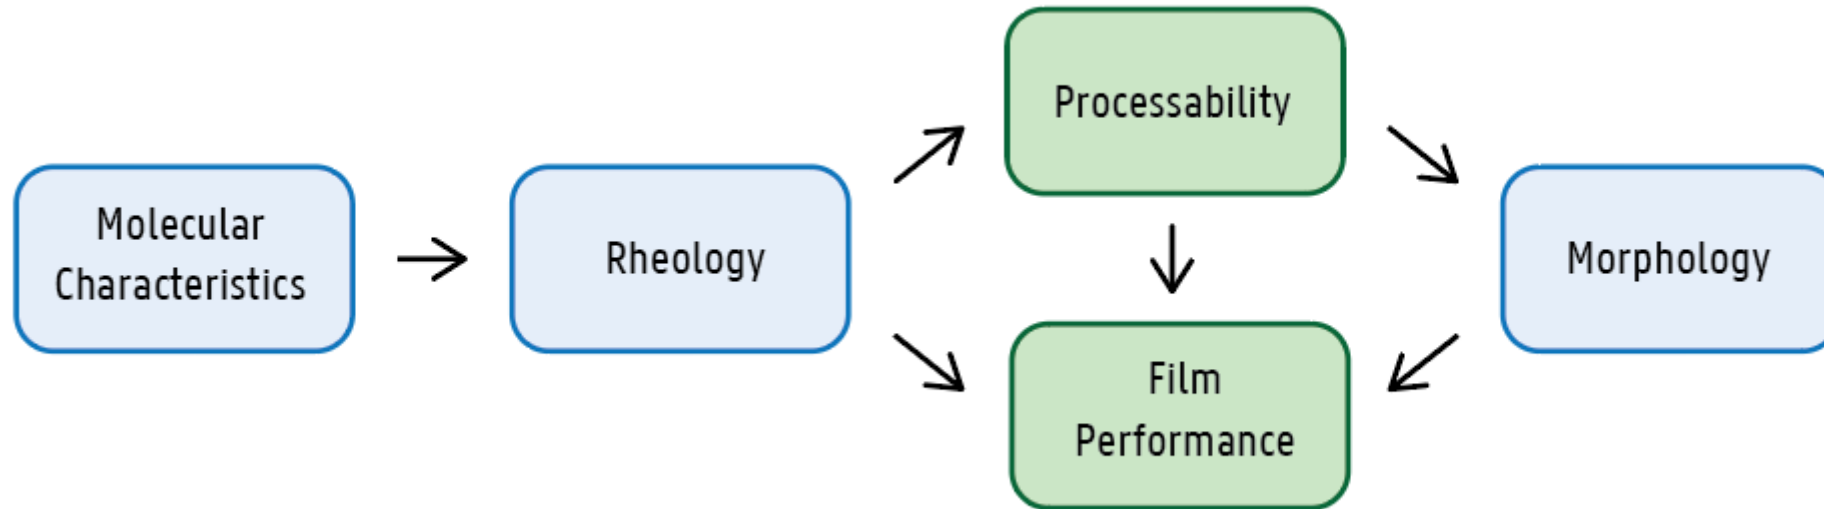 Molecular
Characteristics
Rheology
Processability
Film
Performance
Morphology